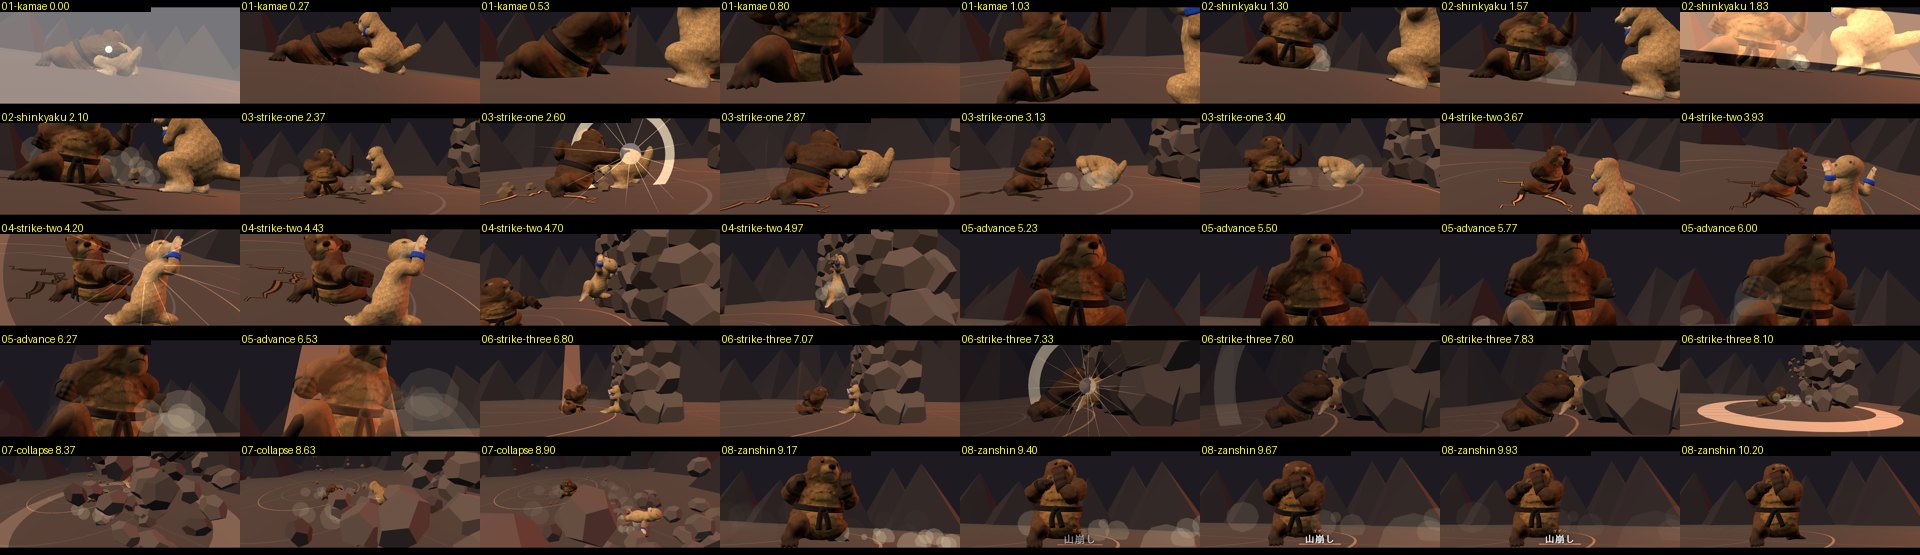 01-kamae 0.00
01-kamae 0.27
01-kamae 0.53
01-kamae 0.80
01-kamae 1.03
02-shinkyaku 1.30
02-shinkyaku 1.57
02-shinkyaku 1.83
02-shinkyaku 2.10
03-strike-one 2.37
03-strike-one 2.60
03-strike-one 2.87
03-strike-one 3.13
03-strike-one 3.40
04-strike-two 3.67
04-strike-two 3.93
04-strike-two 4.20
04-strike-two 4.43
04-strike-two 4.70
04-strike-two 4.97
05-advance 5.23
05-advance 5.50
05-advance 5.77
05-advance 6.00
05-advance 6.27
05-advance 6.53
06-strike-three 6.80
06-strike-three 7.07
06-strike-three 7.33
06-strike-three 7.60
06-strike-three 7.83
06-strike-three 8.10
07-collapse 8.37
07-collapse 8.63
07-collapse 8.90
08-zanshin 9.17
08-zanshin 9.40
08-zanshin 9.67
08-zanshin 9.93
08-zanshin 10.20
山崩し
山崩し
山崩し